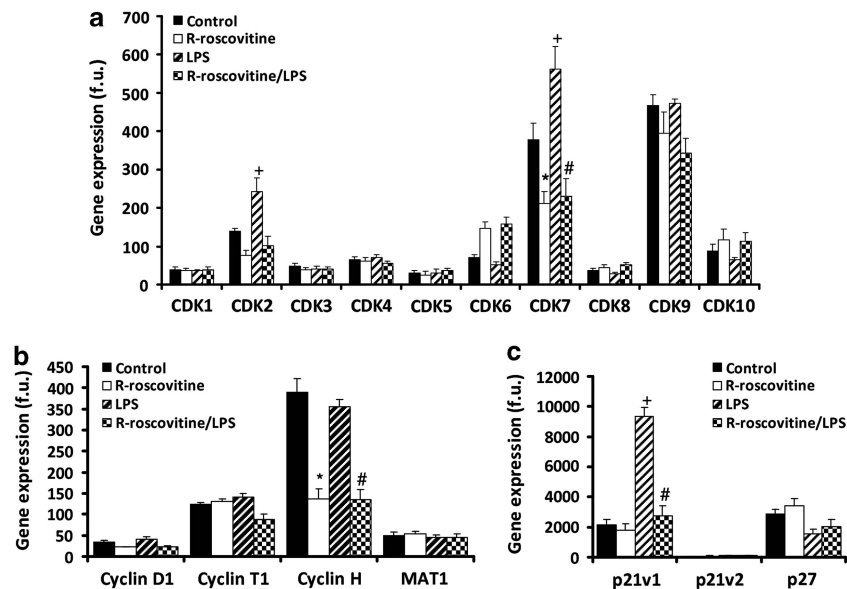 a
Gene expression (f.u.)
700
600
500
400
300
200
100
0
Control
R-roscovitine
LPS
R-roscovitine/LPS
+
+
*
#
CDK1 CDK2 CDK3 CDK4 CDK5 CDK6 CDK7 CDK8 CDK9 CDK10
b
Gene expression (f.u.)
450
400
350
300
250
200
150
100
50
0
Control
R-roscovitine
LPS
R-roscovitine/LPS
*
#
Cyclin D1 Cyclin T1 Cyclin H MAT1
c
Gene expression (f.u.)
12000
10000
8000
6000
4000
2000
0
Control
R-roscovitine
LPS
R-roscovitine/LPS
+
#
p21v1 p21v2 p27